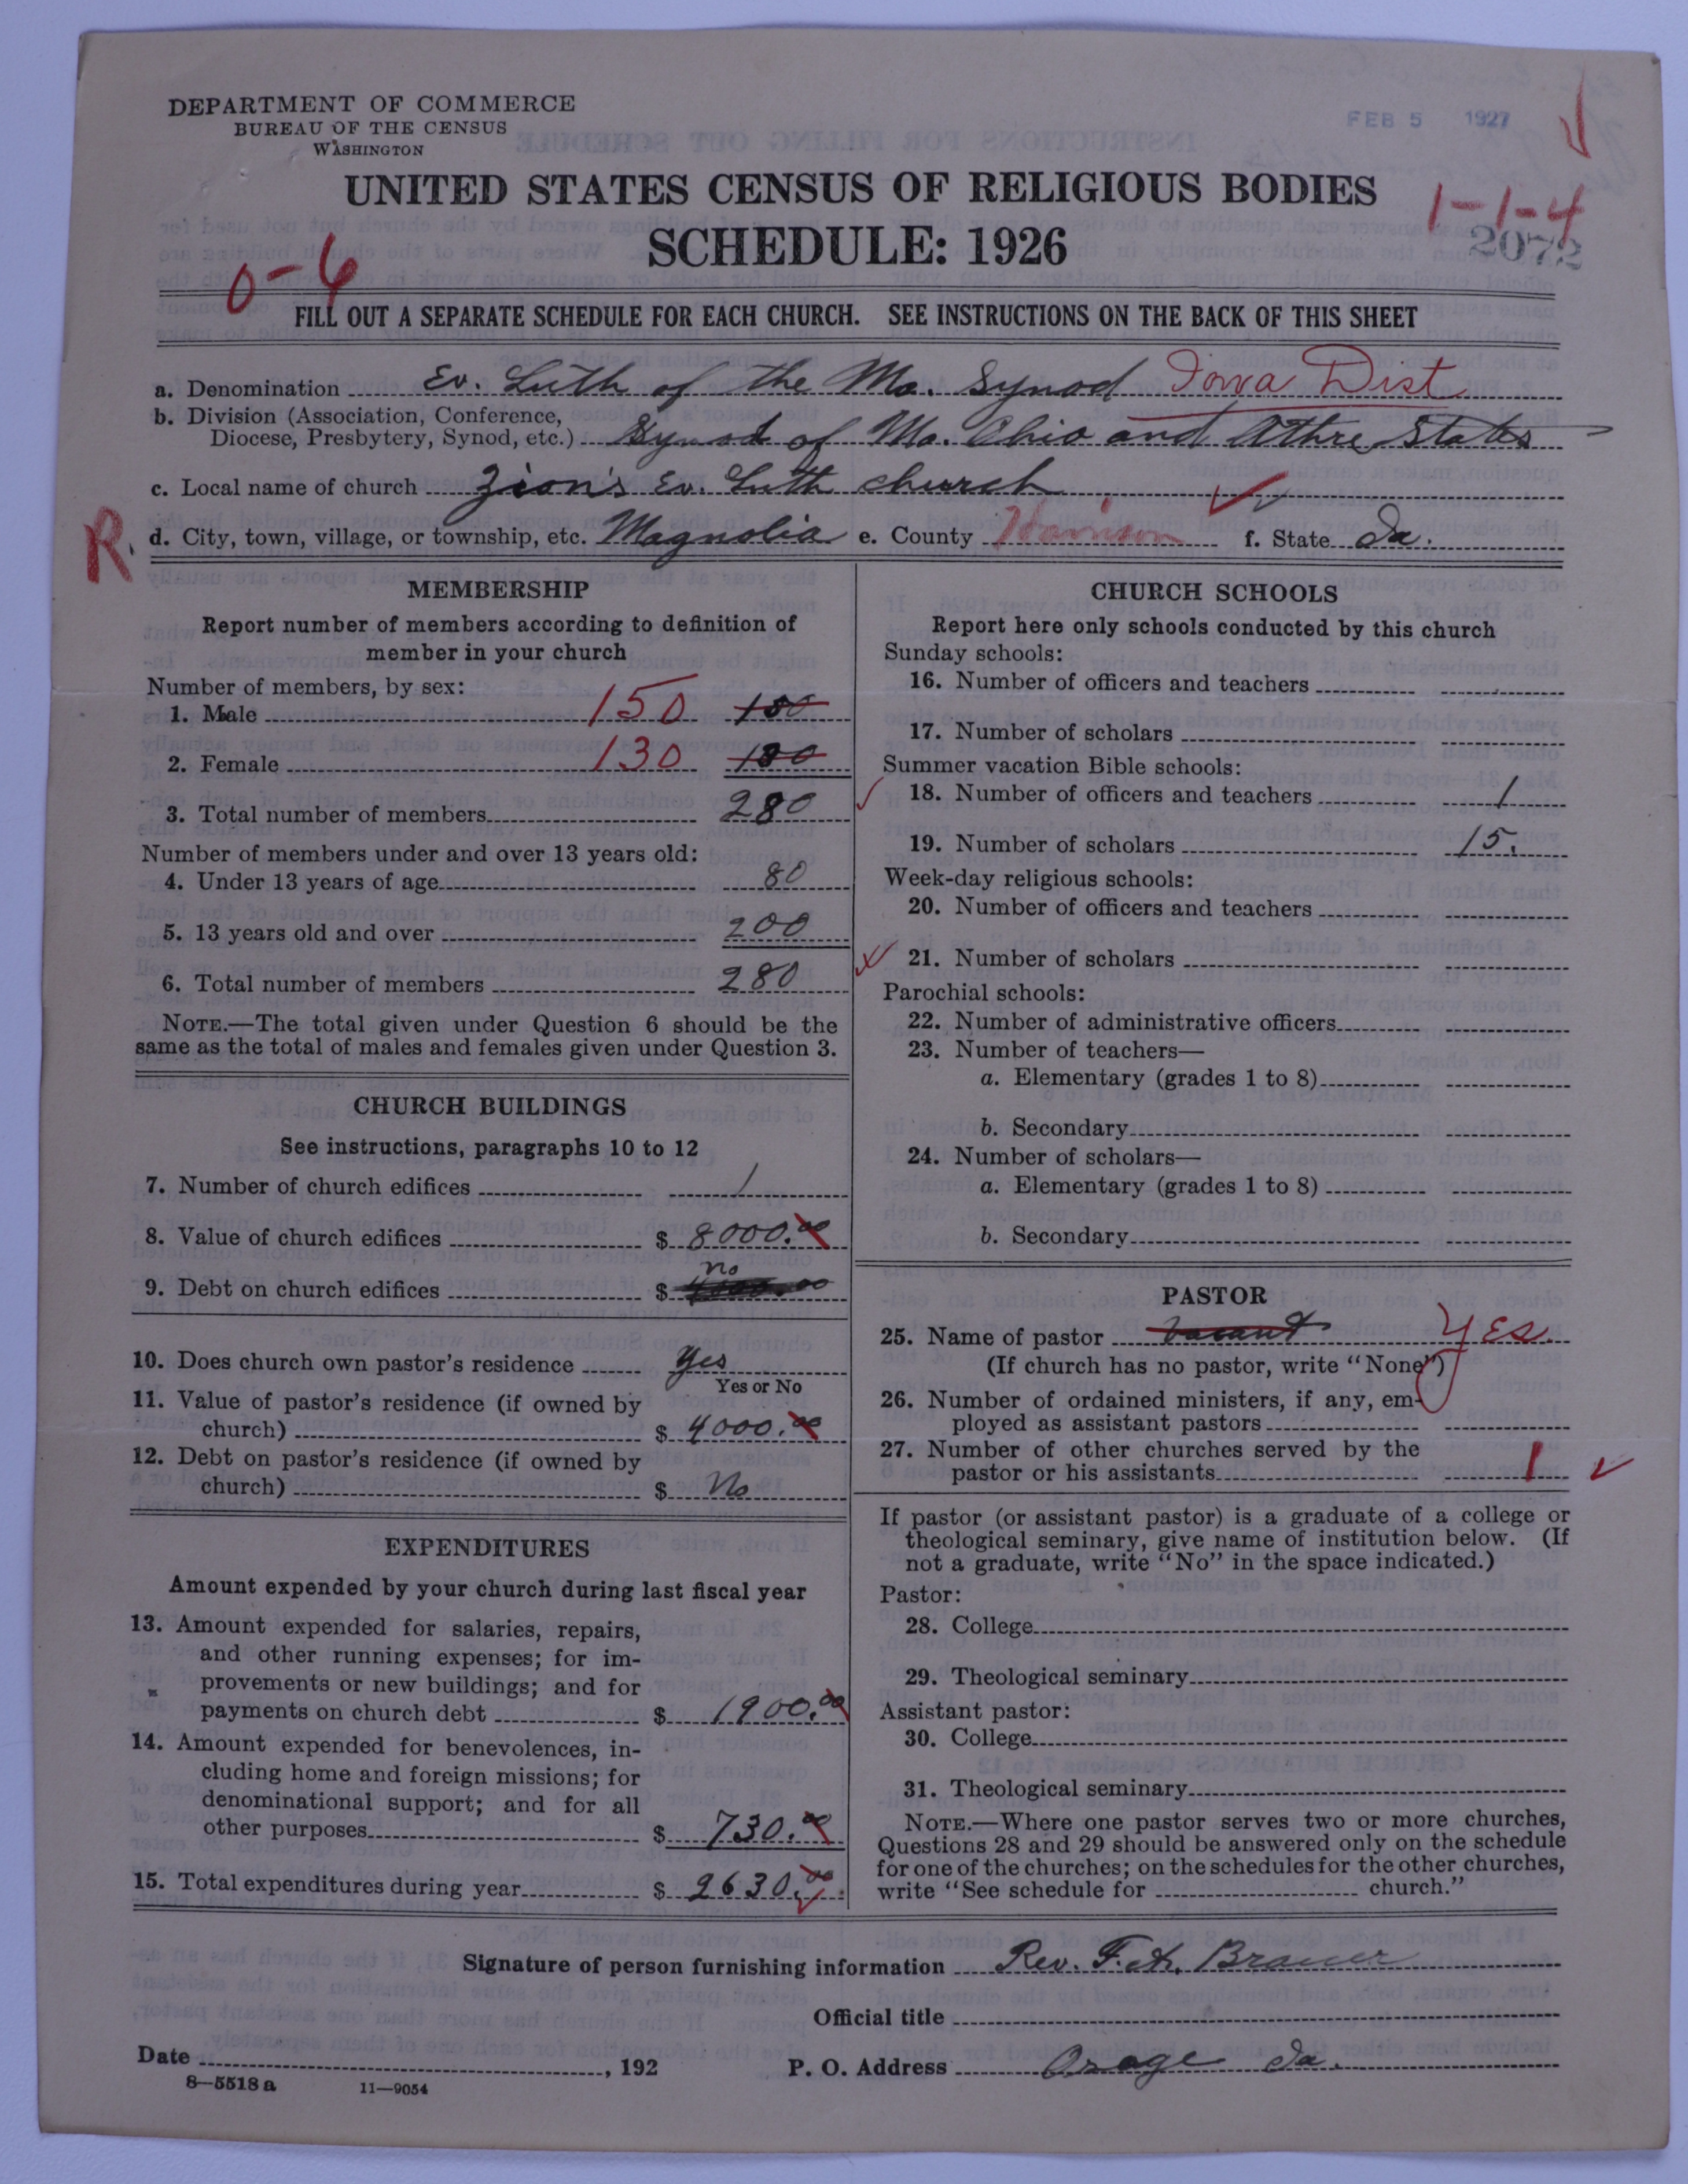 DEPARTMENT OF COMMERCE
BUREAU OF THE CENSUS
WASHINGTON
FEB 5 1927
UNITED STATES CENSUS OF RELIGIOUS BODIES
1-1-4
SCHEDULE: 1926
2072
0-6
FILL OUT A SEPARATE SCHEDULE FOR EACH CHURCH. SEE INSTRUCTIONS ON THE BACK OF THIS SHEET
a. Denomination Ev. Luth of the Mo. Synod Iowa Dist
b. Division (Association, Conference,
Diocese, Presbytery, Synod, etc.) Synod of Mo. Ohio and Othre States
c. Local name of church Zion's Ev. Luth church
R. d. City, town, village, or township, etc. Magnolia e. County Harrison f. State Ia.
MEMBERSHIP
Report number of members according to definition of
member in your church
Number of members, by sex:
1. Male 150
2. Female 130
3. Total number of members 280
Number of members under and over 13 years old:
4. Under 13 years of age 80
5. 13 years old and over 200
6. Total number of members 280
NOTE.—The total given under Question 6 should be the
same as the total of males and females given under Question 3.
CHURCH BUILDINGS
See instructions, paragraphs 10 to 12
7. Number of church edifices 1
8. Value of church edifices $ 8000.00
9. Debt on church edifices $ no
10. Does church own pastor's residence Yes
Yes or No
11. Value of pastor's residence (if owned by
church) $ 4000.00
12. Debt on pastor's residence (if owned by
church) $ No
EXPENDITURES
Amount expended by your church during last fiscal year
13. Amount expended for salaries, repairs,
and other running expenses; for im-
provements or new buildings; and for
payments on church debt $ 1900.00
14. Amount expended for benevolences, in-
cluding home and foreign missions; for
denominational support; and for all
other purposes $ 730.00
15. Total expenditures during year $ 2630.00
CHURCH SCHOOLS
Report here only schools conducted by this church
Sunday schools:
16. Number of officers and teachers
17. Number of scholars
Summer vacation Bible schools:
18. Number of officers and teachers 1
19. Number of scholars 15.
Week-day religious schools:
20. Number of officers and teachers
21. Number of scholars
Parochial schools:
22. Number of administrative officers
23. Number of teachers—
a. Elementary (grades 1 to 8)
b. Secondary
24. Number of scholars—
a. Elementary (grades 1 to 8)
b. Secondary
PASTOR
25. Name of pastor vacant Yes
(If church has no pastor, write "None")
26. Number of ordained ministers, if any, em-
ployed as assistant pastors
27. Number of other churches served by the
pastor or his assistants 1
If pastor (or assistant pastor) is a graduate of a college or
theological seminary, give name of institution below. (If
not a graduate, write "No" in the space indicated.)
Pastor:
28. College
29. Theological seminary
Assistant pastor:
30. College
31. Theological seminary
NOTE.—Where one pastor serves two or more churches,
Questions 28 and 29 should be answered only on the schedule
for one of the churches; on the schedules for the other churches,
write "See schedule for church."
Signature of person furnishing information Rev. F. A. Brauer
Official title
Date , 192 P. O. Address Osage Ia.
8—5518 a 11—9054